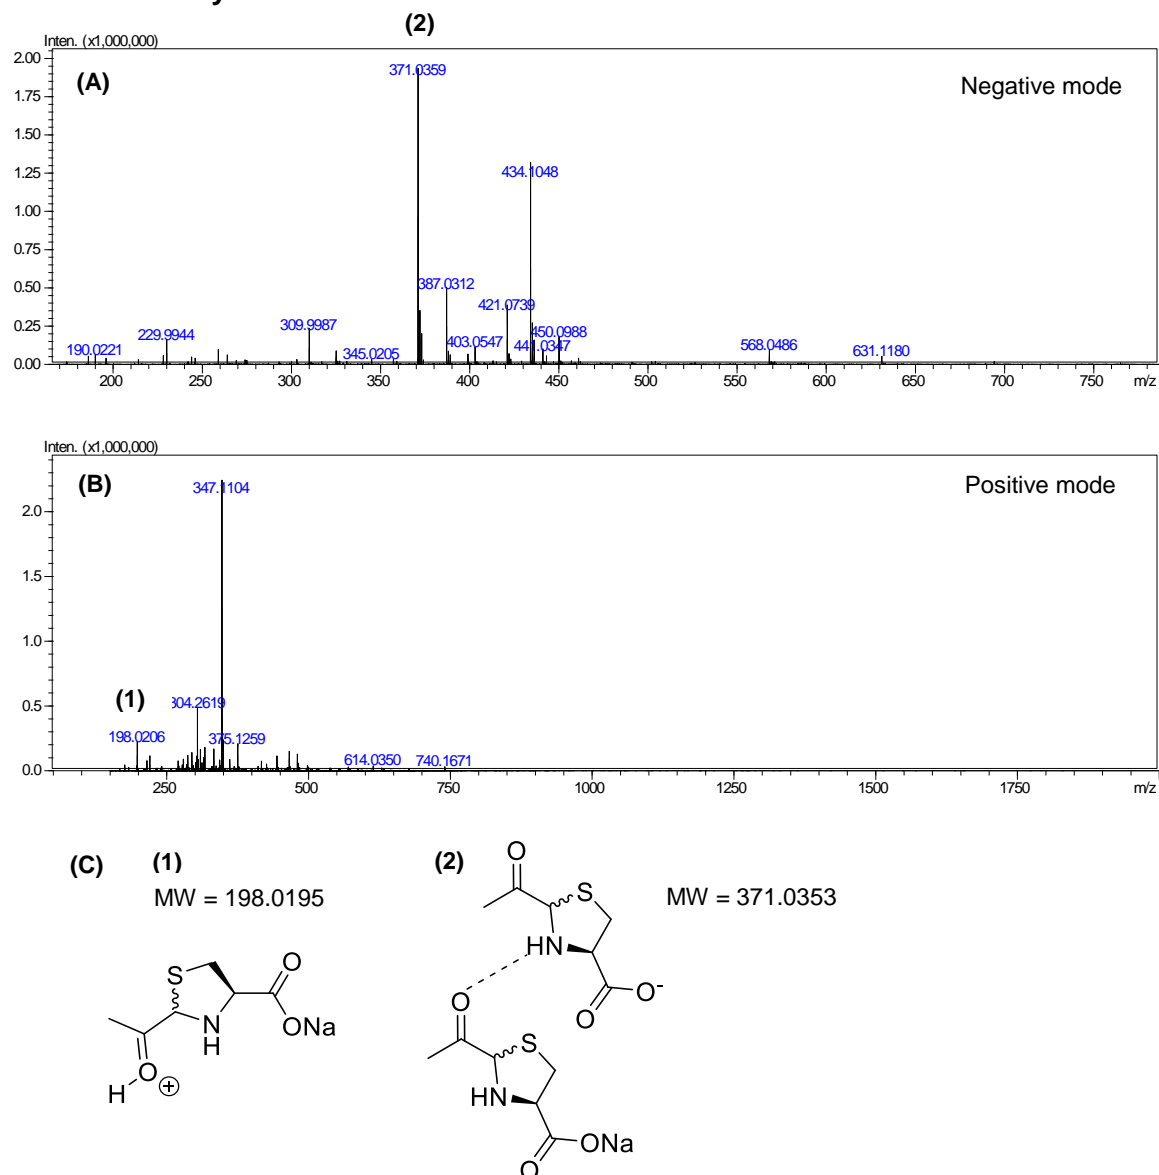 (2)
Inten. (x1,000,000)
2.00
1.75
1.50
1.25
1.00
0.75
0.50
0.25
0.00
(A)
Negative mode
371.0359
434.1048
387.0312
421.0739
309.9987
229.9944
190.0221
345.0205
403.0547
441.0347
450.0988
568.0486
631.1180
200 250 300 350 400 450 500 550 600 650 700 750 m/z
Inten. (x1,000,000)
2.0
1.5
1.0
0.5
0.0
(B)
Positive mode
347.1104
(1)
304.2619
198.0206
375.1259
614.0350
740.1671
250 500 750 1000 1250 1500 1750 m/z
(C) (1) (2)
MW = 198.0195
MW = 371.0353
O
S
HN
O-
O
S
O
ONa
N
H
O
H
+
O
S
HN
ONa
O